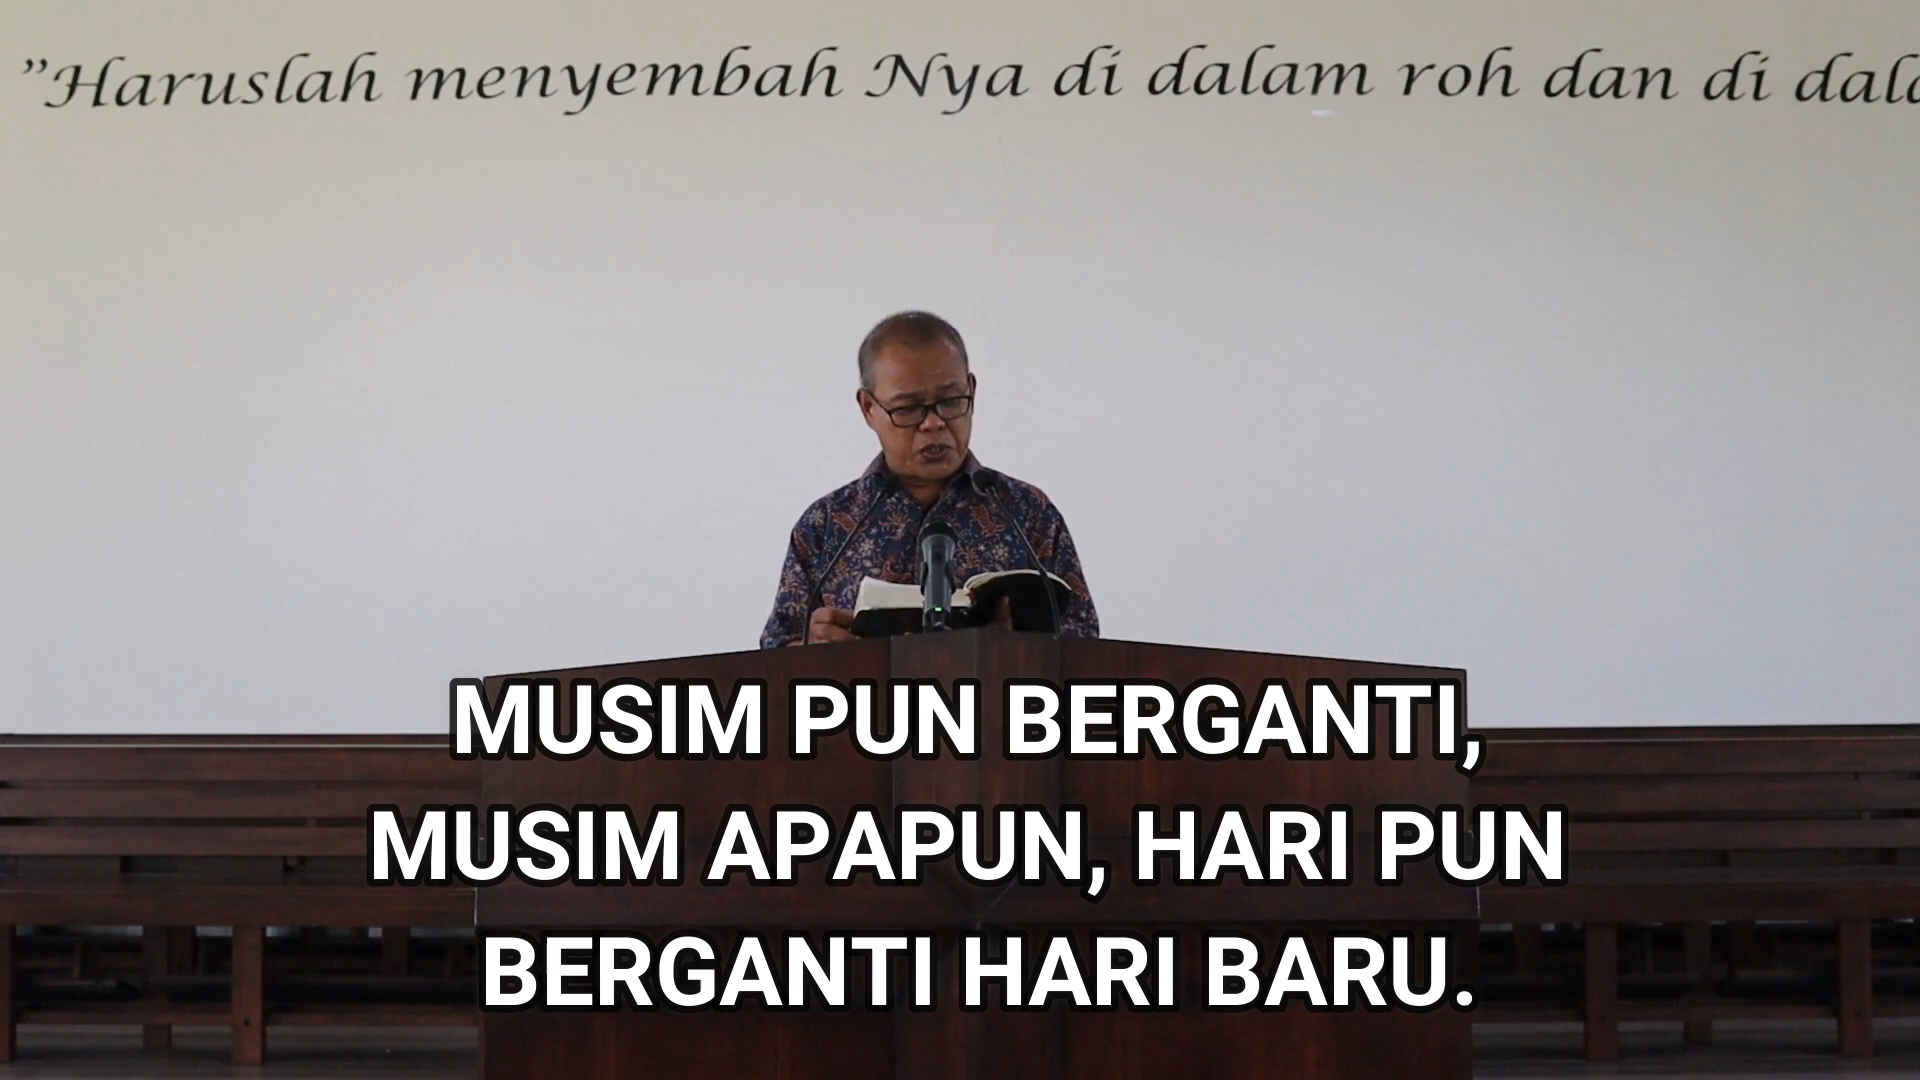 "Haruslah menyembah Nya di dalam roh dan di
MUSIM PUN BERGANTI,
MUSIM APAPUN, HARI PUN
BERGANTI HARI BARU.